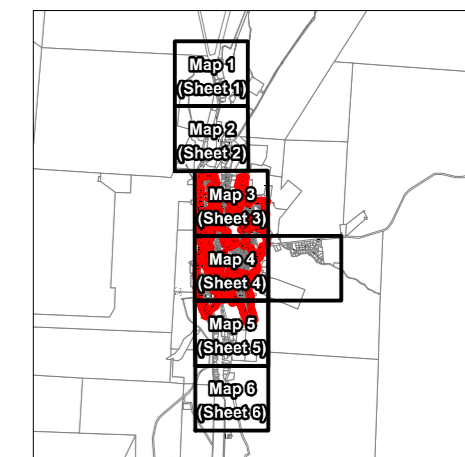 Map 1
(Sheet 1)
Map 2
(Sheet 2)
Map 3
(Sheet 3)
Map 4
(Sheet 4)
Map 5
(Sheet 5)
Map 6
(Sheet 6)